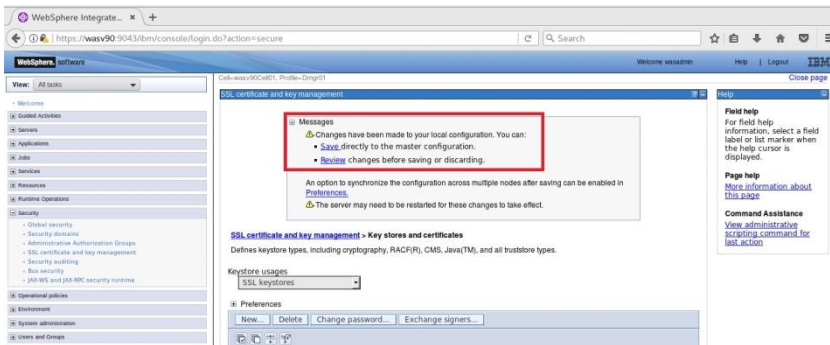 WebSphere Integrate... × +
https://wasv90:9043/ibm/console/login.do?action=secure
Search
WebSphere. software
Welcome wasadmin
Help | Logout
IBM
View: All tasks
Cell=wasv90Cell01, Profile=Dmgr01
Close page
Welcome
Guided Activities
Servers
Applications
Jobs
Services
Resources
Runtime Operations
Security
Global security
Security domains
Administrative Authorization Groups
SSL certificate and key management
Security auditing
Bus security
JAX-WS and JAX-RPC security runtime
Operational policies
Environment
System administration
Users and Groups
SSL certificate and key management
Messages
Changes have been made to your local configuration. You can:
Save directly to the master configuration.
Review changes before saving or discarding.
An option to synchronize the configuration across multiple nodes after saving can be enabled in
Preferences.
The server may need to be restarted for these changes to take effect.
SSL certificate and key management > Key stores and certificates
Defines keystore types, including cryptography, RACF(R), CMS, Java(TM), and all truststore types.
Keystore usages
SSL keystores
Preferences
New... Delete Change password... Exchange signers...
Help
Field help
For field help
information, select a field
label or list marker when
the help cursor is
displayed.
Page help
More information about
this page
Command Assistance
View administrative
scripting command for
last action